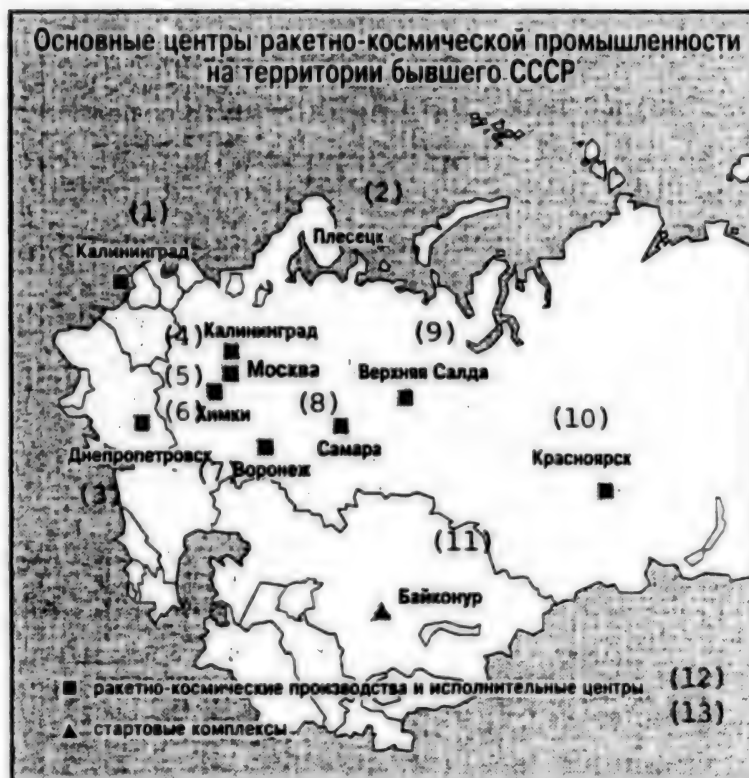 Основные центры ракетно-космической промышленности
на территории бывшего СССР
(1)
(2)
Калининград
Плесецк
(4) Калининград
(9)
(5) Москва
Верхняя Салда
(6) Химки
(8)
(10)
Днепропетровск
Воронеж
Самара
Красноярск
(3)
(7
(11)
Байконур
ракетно-космические производства и исполнительные центры (12)
(13)
стартовые комплексы